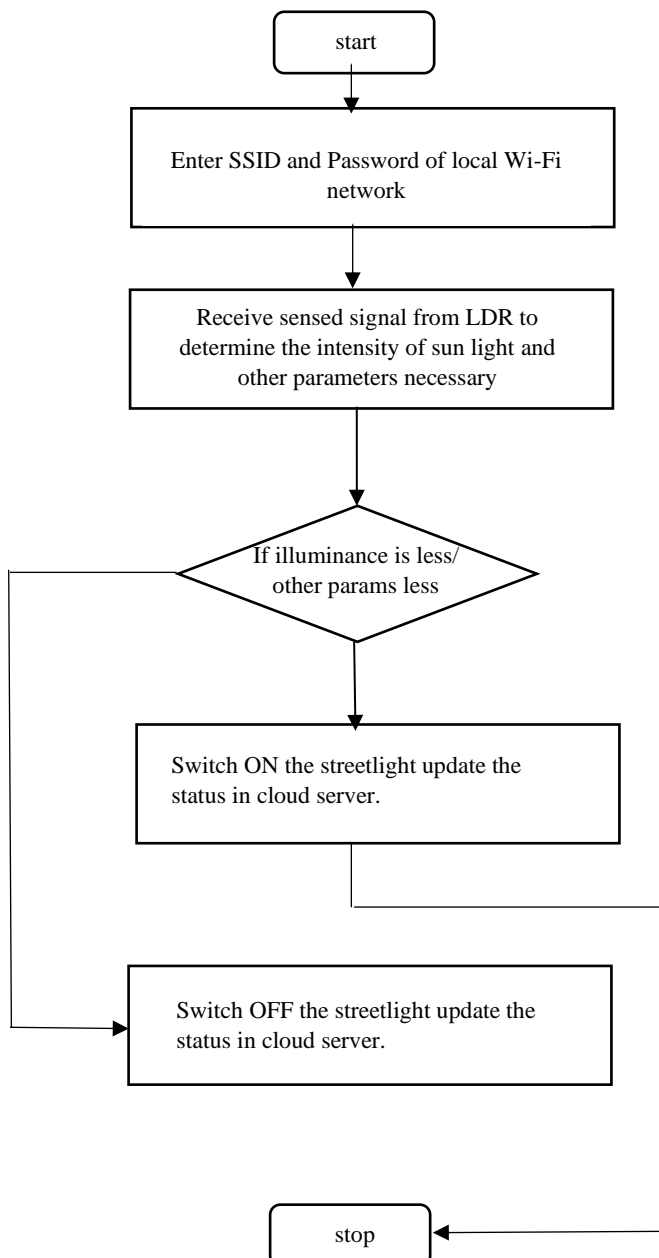 start
Enter SSID and Password of local Wi-Fi
network
Receive sensed signal from LDR to
determine the intensity of sun light and
other parameters necessary
If illuminance is less/
other params less
Switch ON the streetlight update the
status in cloud server.
Switch OFF the streetlight update the
status in cloud server.
stop